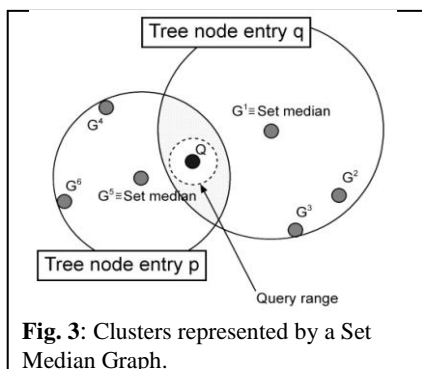 Tree node entry q
G¹≡Set median
G⁴
Q
G⁶
G⁵≡Set median
G²
G³
Tree node entry p
Query range
Fig. 3: Clusters represented by a Set
Median Graph.